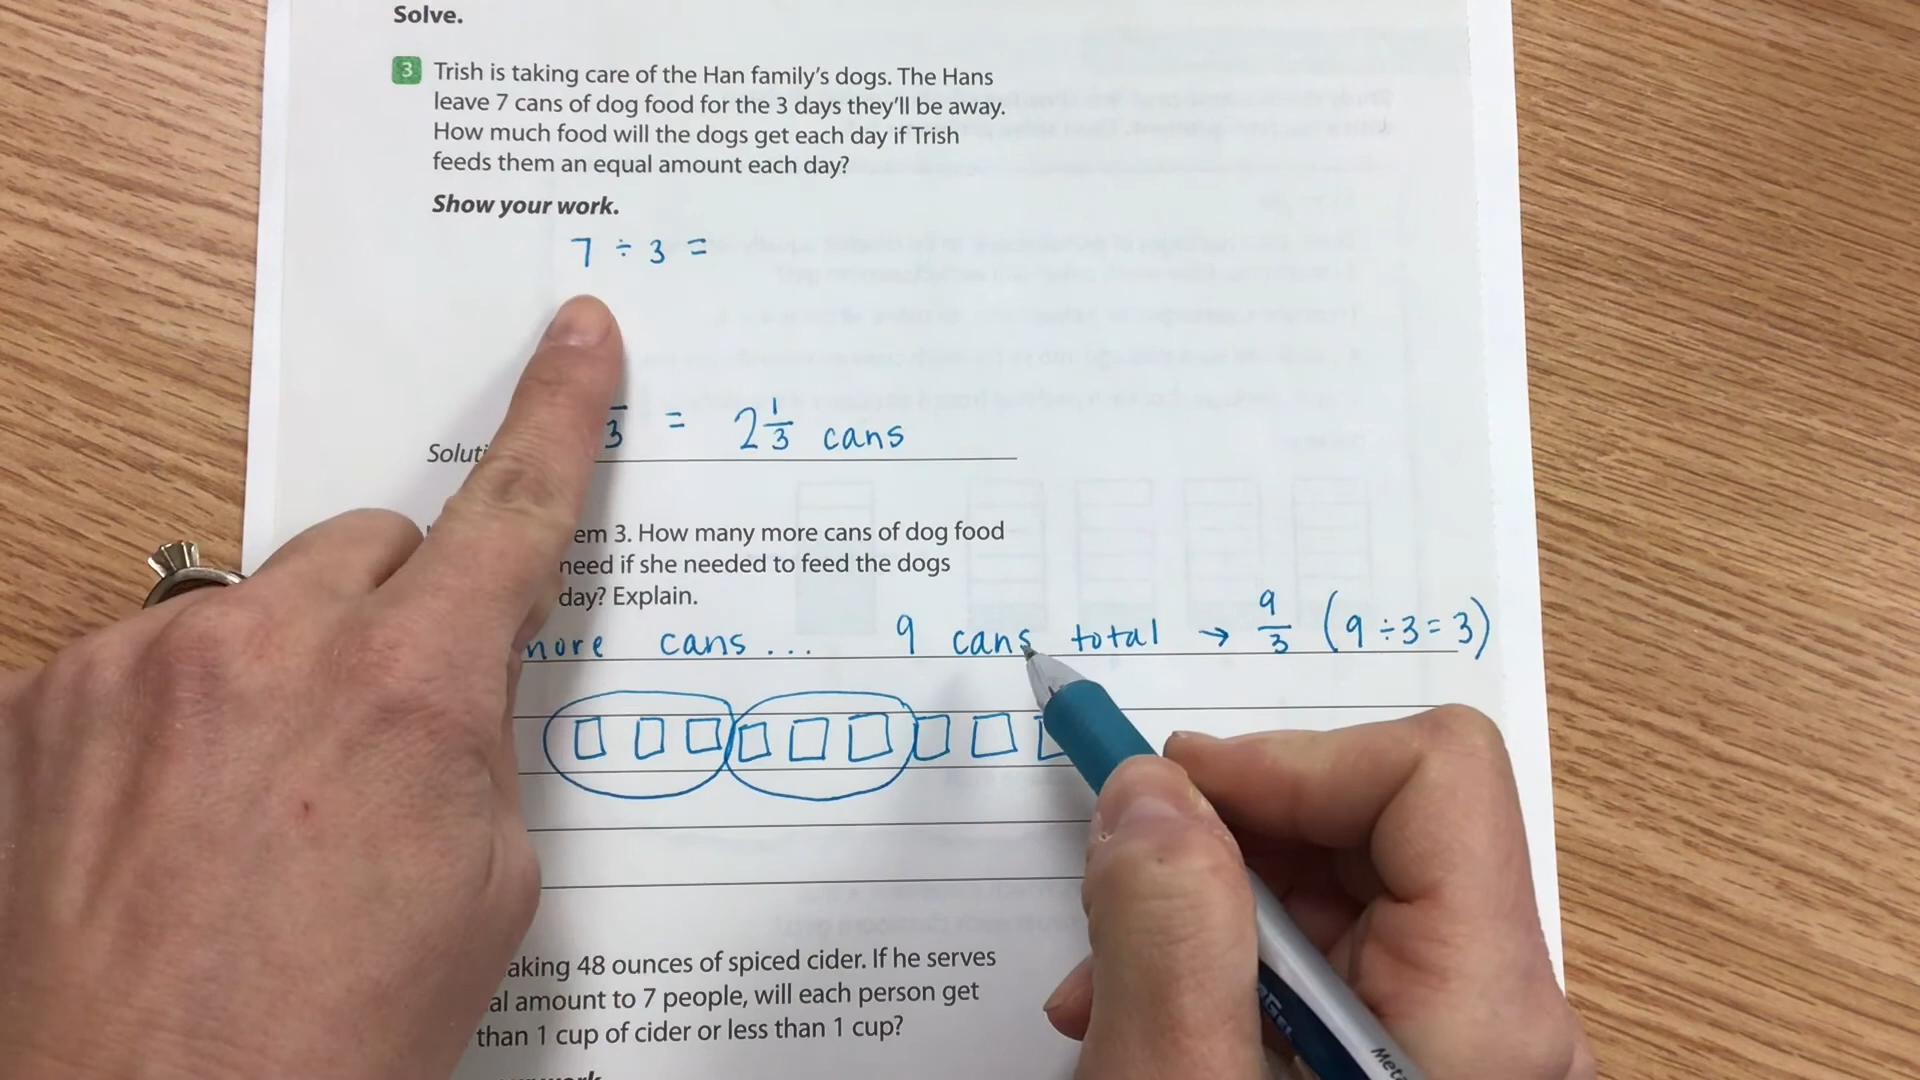 Solve.
3 Trish is taking care of the Han family's dogs. The Hans
leave 7 cans of dog food for the 3 days they'll be away.
How much food will the dogs get each day if Trish
feeds them an equal amount each day?
Show your work.
7 ÷ 3 =
3 = 2 1/3 cans
em 3. How many more cans of dog food
need if she needed to feed the dogs
day? Explain.
more cans ... 9 cans total → 9/3 (9 ÷ 3 = 3)
aking 48 ounces of spiced cider. If he serves
al amount to 7 people, will each person get
than 1 cup of cider or less than 1 cup?